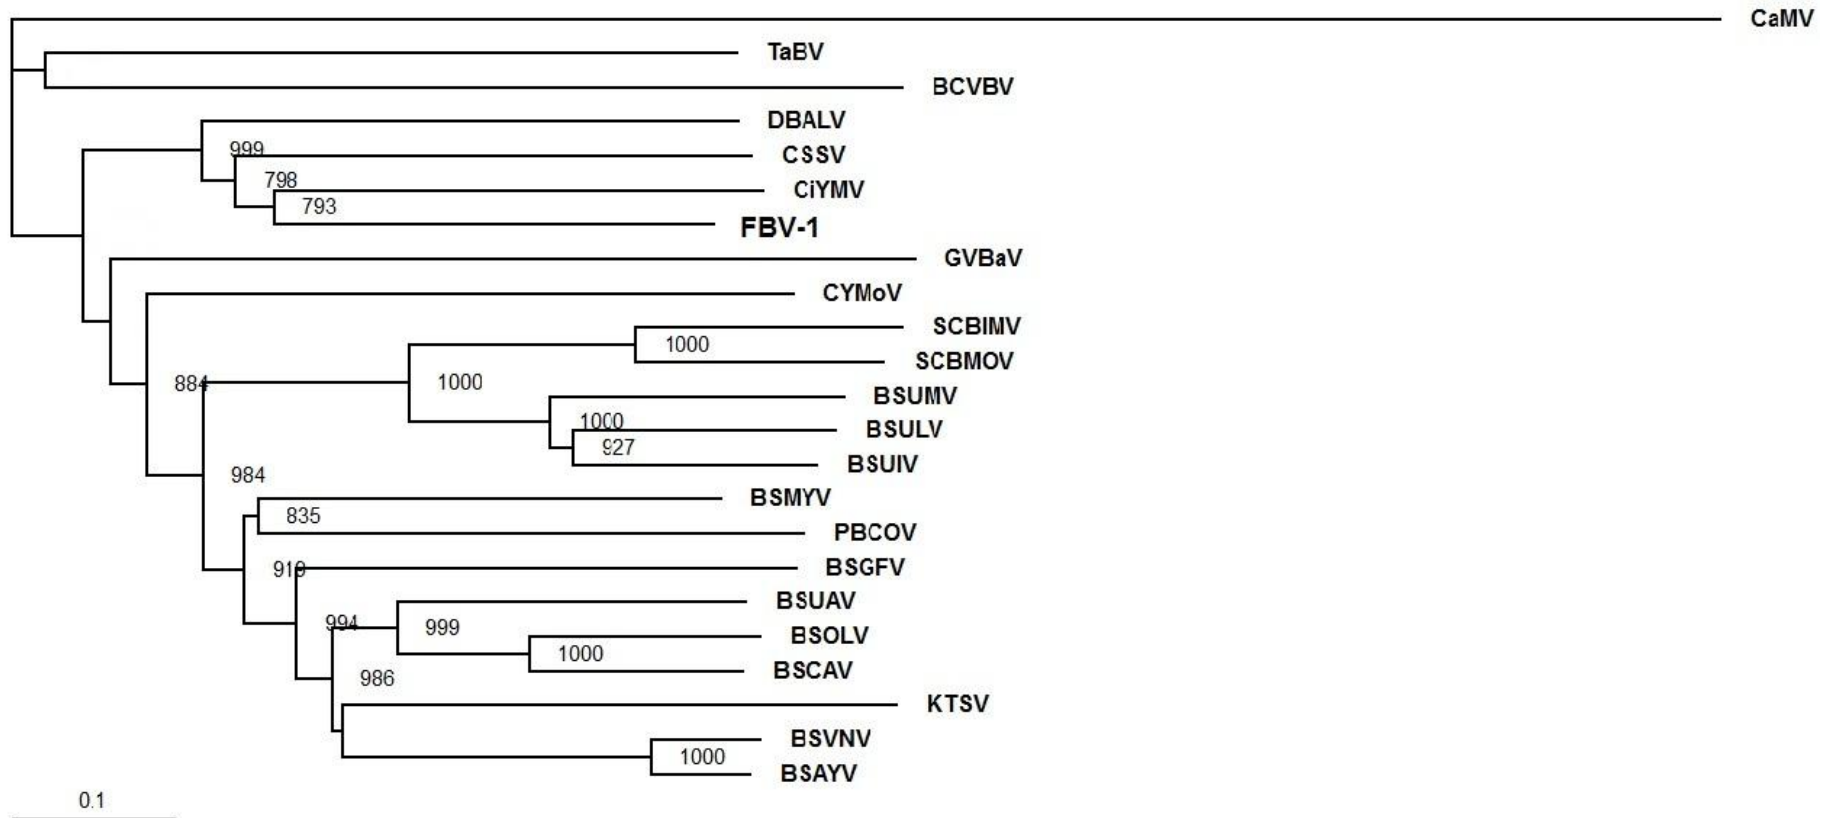 CaMV
TaBV
BCVBV
DBALV
999
CSSV
798
CiYMV
793
FBV-1
GVBaV
CYMoV
SCBIMV
1000
SCBMOV
884
1000
BSUMV
1000
BSULV
927
BSUIV
984
BSMYV
835
PBCOV
919
BSGFV
BSUAV
994
999
BSOLV
1000
BSCAV
986
KTSV
BSVNV
1000
BSAYV
0.1